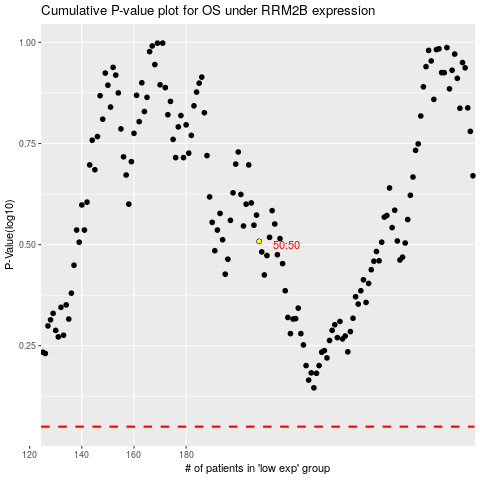 Cumulative P-value plot for OS under RRM2B expression
P-Value(log10)
1.00
0.75
0.50
0.25
50:50
120 140 160 180
# of patients in 'low exp' group